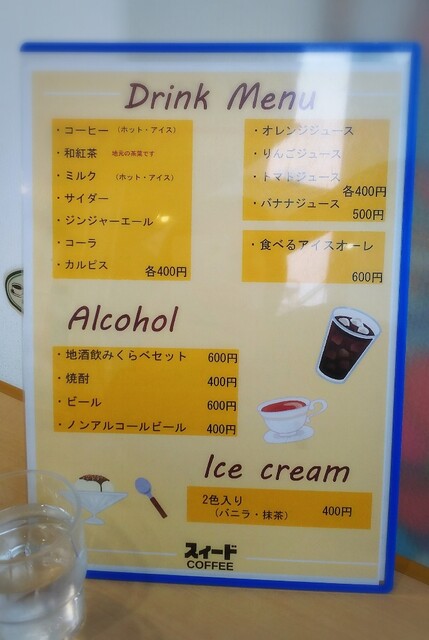 Drink Menu
・コーヒー （ホット・アイス）
・和紅茶 地元の茶葉です
・ミルク （ホット・アイス）
・サイダー
・ジンジャーエール
・コーラ
・カルピス
各400円
・オレンジジュース
・りんごジュース
・トマトジュース
各400円
・バナナジュース
500円
・食べるアイスオーレ
600円
Alcohol
・地酒飲みくらべセット 600円
・焼酎 400円
・ビール 600円
・ノンアルコールビール 400円
Ice cream
2色入り
（バニラ・抹茶） 400円
スィード
COFFEE